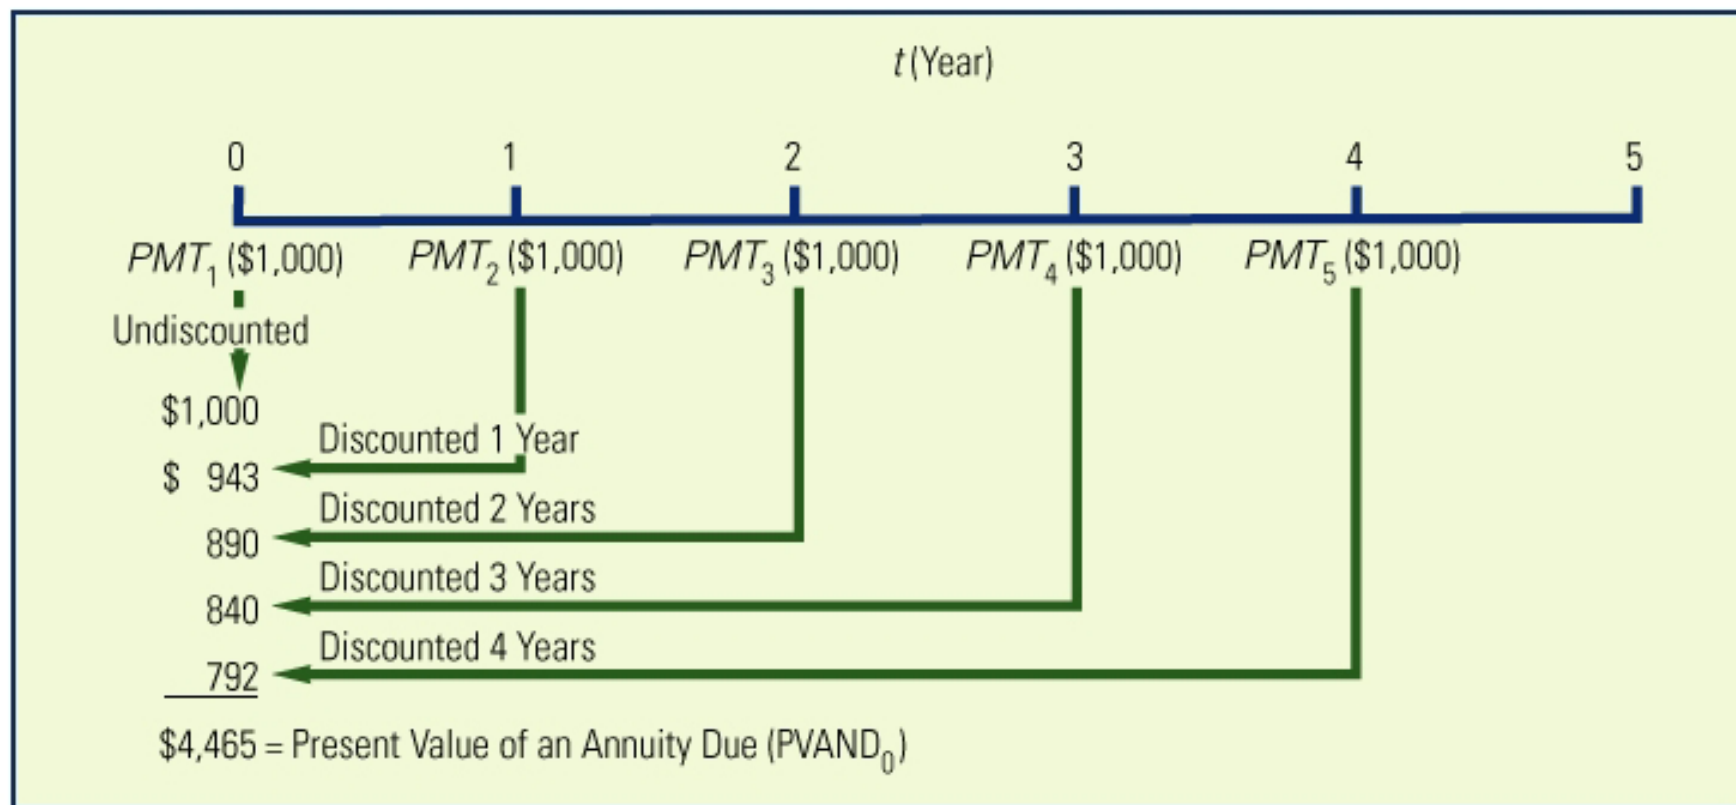 t (Year)
0 1 2 3 4 5
PMT₁ ($1,000) PMT₂ ($1,000) PMT₃ ($1,000) PMT₄ ($1,000) PMT₅ ($1,000)
Undiscounted
$1,000
Discounted 1 Year
$ 943
Discounted 2 Years
890
Discounted 3 Years
840
Discounted 4 Years
792
$4,465 = Present Value of an Annuity Due (PVAND₀)